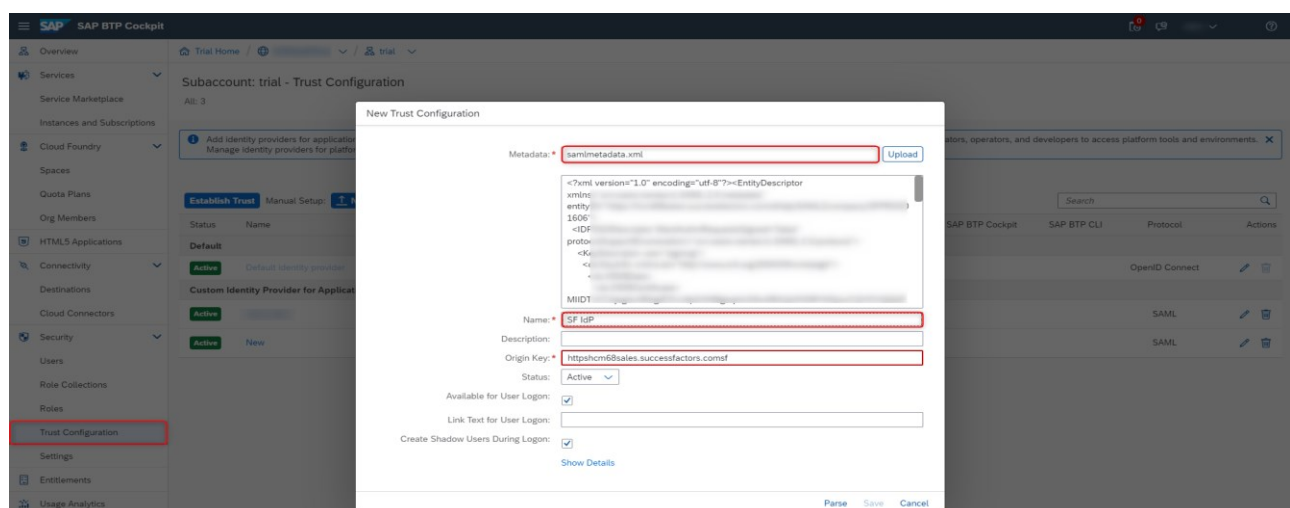 SAP SAP BTP Cockpit
0
Overview
Trial Home / / trial
Services
Service Marketplace
Instances and Subscriptions
Cloud Foundry
Spaces
Quota Plans
Org Members
HTML5 Applications
Connectivity
Destinations
Cloud Connectors
Security
Users
Role Collections
Roles
Trust Configuration
Settings
Entitlements
Usage Analytics
Subaccount: trial - Trust Configuration
All: 3
Add identity providers for application
ators, operators, and developers to access platform tools and environments.
Manage identity providers for platfor
Establish Trust Manual Setup:
Search
Status Name SAP BTP Cockpit SAP BTP CLI Protocol Actions
Default
Active Default identity provider OpenID Connect
Custom Identity Provider for Applicat
Active SAML
Active New SAML
New Trust Configuration
Metadata: * samlmetadata.xml Upload
<?xml version="1.0" encoding="utf-8"?><EntityDescriptor
xmlns
entity
1606"
<IDP
proto
<Ke
MIIDT
Name: * SF IdP
Description:
Origin Key: * httpshcm68sales.successfactors.comsf
Status: Active
Available for User Logon:
Link Text for User Logon:
Create Shadow Users During Logon:
Show Details
Parse Save Cancel